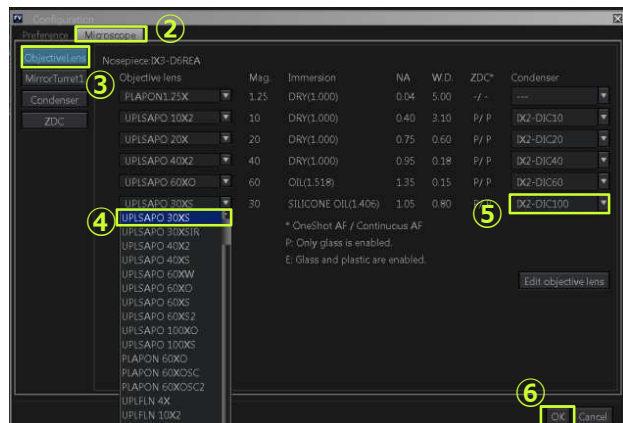 FV Configuration
Preference Microscope ②
ObjectiveLens Nosepiece:IX3-D6REA
MirrorTurret1 ③ Objective lens Mag. Immersion NA W.D. ZDC* Condenser
Condenser PLAPON1.25X 1.25 DRY(1.000) 0.04 5.00 -/ - ---
ZDC UPLSAPO 10X2 10 DRY(1.000) 0.40 3.10 P/ P IX2-DIC10
UPLSAPO 20X 20 DRY(1.000) 0.75 0.60 P/ P IX2-DIC20
UPLSAPO 40X2 40 DRY(1.000) 0.95 0.18 P/ P IX2-DIC40
UPLSAPO 60XO 60 OIL(1.518) 1.35 0.15 P/ P IX2-DIC60
UPLSAPO 30XS 30 SILICONE OIL(1.406) 1.05 0.80 P/ P ⑤ IX2-DIC100
④ UPLSAPO 30XS
* OneShot AF / Continuous AF
UPLSAPO 30XSIR
P: Only glass is enabled.
UPLSAPO 40X2
E: Glass and plastic are enabled.
UPLSAPO 40XS
UPLSAPO 60XW
UPLSAPO 60XO
Edit objective lens
UPLSAPO 60XS
UPLSAPO 60XS2
UPLSAPO 100XO
UPLSAPO 100XS
PLAPON 60XO
PLAPON 60XOSC
PLAPON 60XOSC2
UPLFLN 4X
⑥
UPLFLN 10X2
OK Cancel